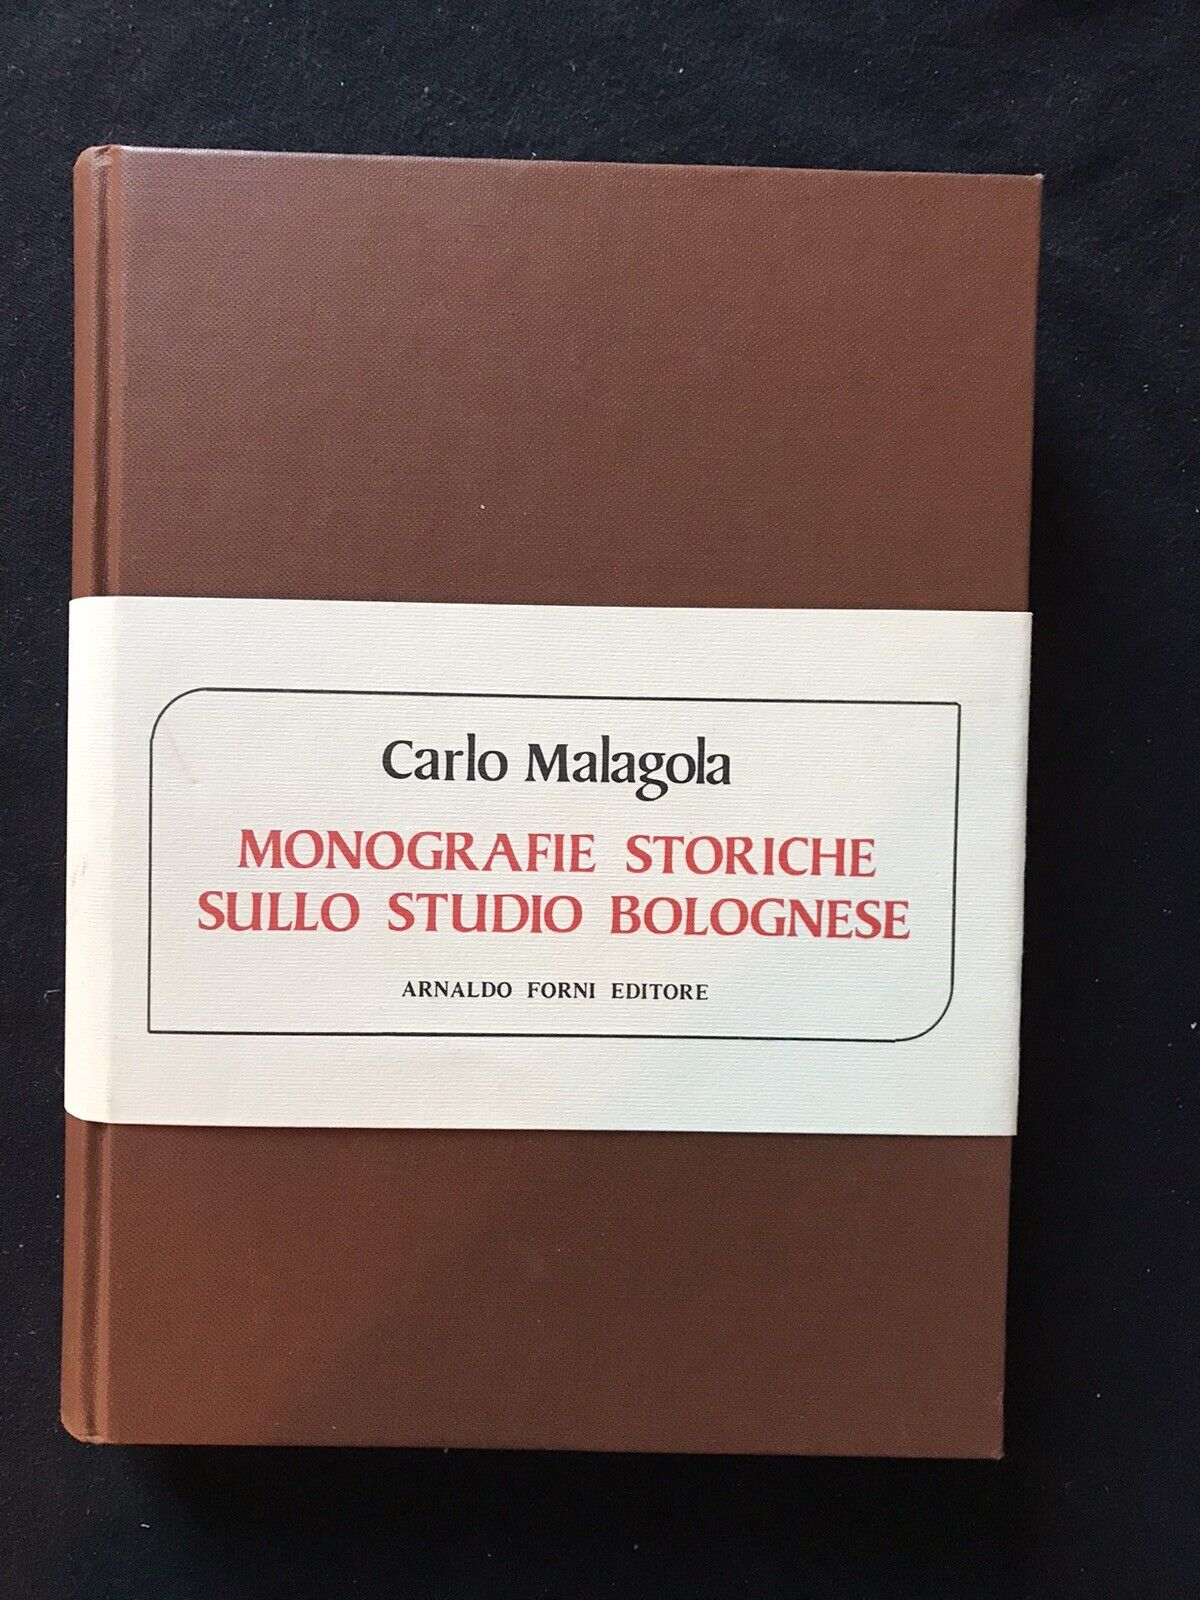 Carlo Malagola
MONOGRAFIE STORICHE
SULLO STUDIO BOLOGNESE
ARNALDO FORNI EDITORE